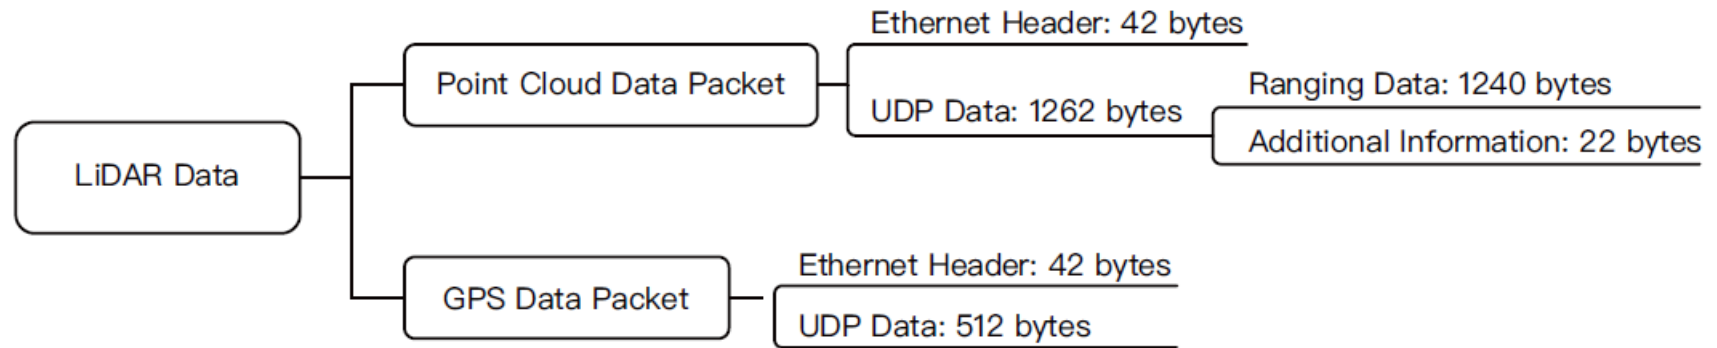 Ethernet Header: 42 bytes
Point Cloud Data Packet
Ranging Data: 1240 bytes
UDP Data: 1262 bytes
Additional Information: 22 bytes
LiDAR Data
Ethernet Header: 42 bytes
GPS Data Packet
UDP Data: 512 bytes